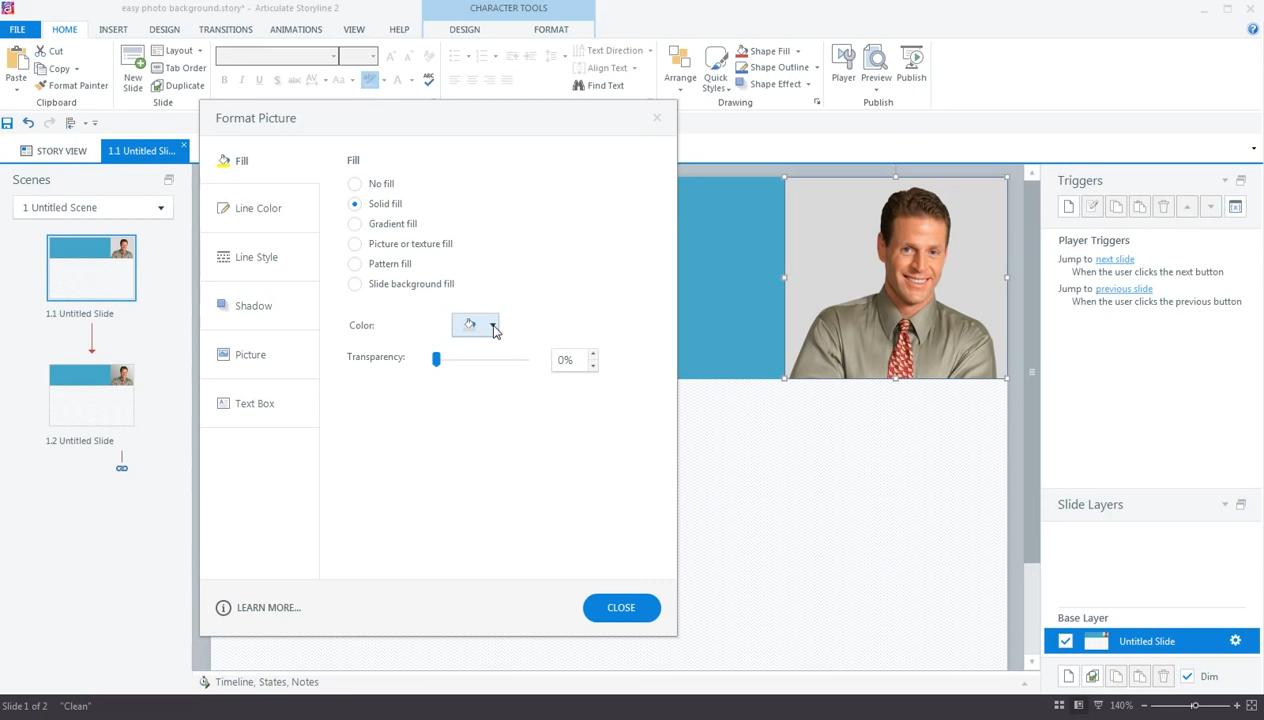 easy photo background.story* - Articulate Storyline 2
CHARACTER TOOLS
FILE HOME INSERT DESIGN TRANSITIONS ANIMATIONS VIEW HELP DESIGN FORMAT
Paste
Cut
Copy
Format Painter
Clipboard
New
Slide
Layout
Tab Order
Duplicate
Slide
B I U S abc AV Aa A ABC
Text Direction
Align Text
Find Text
Arrange
Quick
Styles
Shape Fill
Shape Outline
Shape Effect
Drawing
Player
Preview
Publish
Publish
STORY VIEW
1.1 Untitled Sli...
Scenes
1 Untitled Scene
1.1 Untitled Slide
1.2 Untitled Slide
Format Picture
Fill
Line Color
Line Style
Shadow
Picture
Text Box
Fill
No fill
Solid fill
Gradient fill
Picture or texture fill
Pattern fill
Slide background fill
Color:
Transparency:
0%
LEARN MORE...
CLOSE
Triggers
Player Triggers
Jump to next slide
When the user clicks the next button
Jump to previous slide
When the user clicks the previous button
Slide Layers
Base Layer
Untitled Slide
Dim
Timeline, States, Notes
Slide 1 of 2 "Clean"
140%